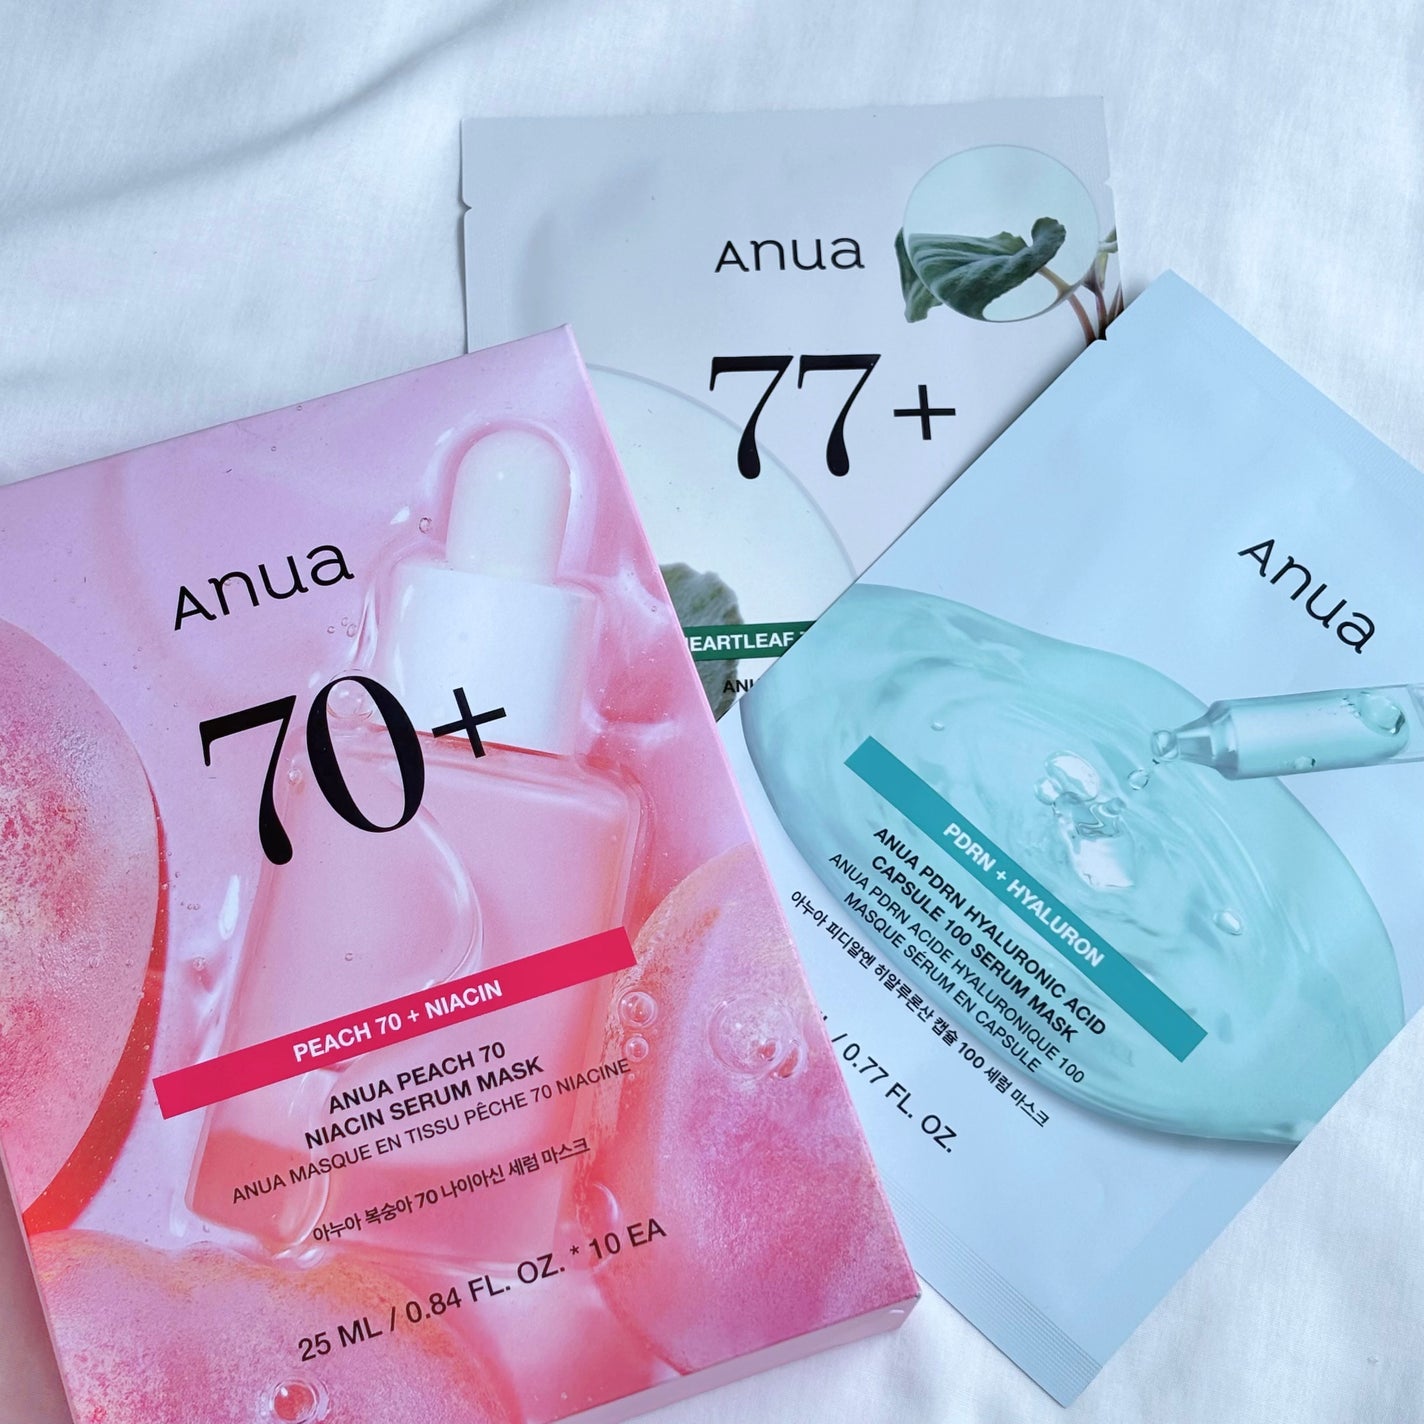 Anua
77+
EARTLEAF
Anua
70+
PEACH 70 + NIACIN
ANUA PEACH 70
NIACIN SERUM MASK
ANUA MASQUE EN TISSU PÊCHE 70 NIACINE
아누아 복숭아 70 나이아신 세럼 마스크
25 ML / 0.84 FL. OZ. * 10 EA
Anua
PDRN + HYALURON
ANUA PDRN HYALURONIC ACID
CAPSULE 100 SERUM MASK
ANUA PDRN ACIDE HYALURONIQUE 100
MASQUE SÉRUM EN CAPSULE
아누아 피디알엔 히알루론산 캡슐 100 세럼 마스크
/ 0.77 FL. OZ.